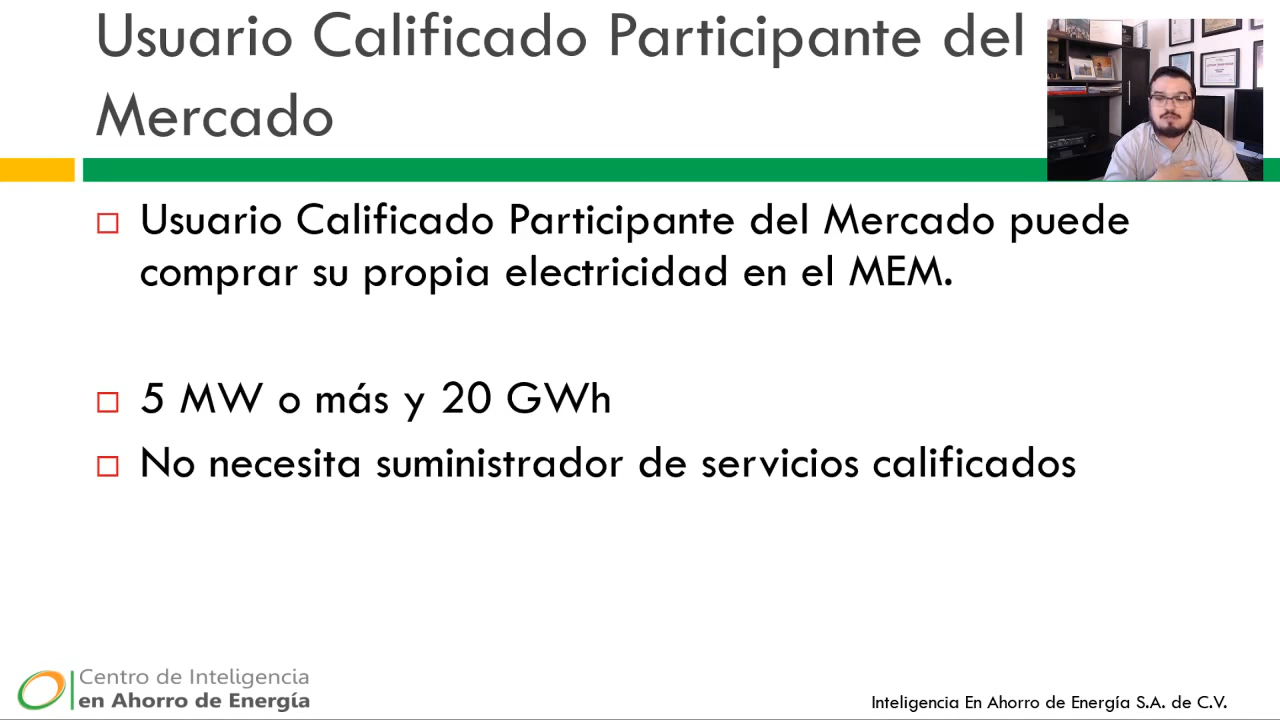 Usuario Calificado Participante del
Mercado
Usuario Calificado Participante del Mercado puede
comprar su propia electricidad en el MEM.
5 MW o más y 20 GWh
No necesita suministrador de servicios calificados
Centro de Inteligencia
en Ahorro de Energía
Inteligencia En Ahorro de Energía S.A. de C.V.